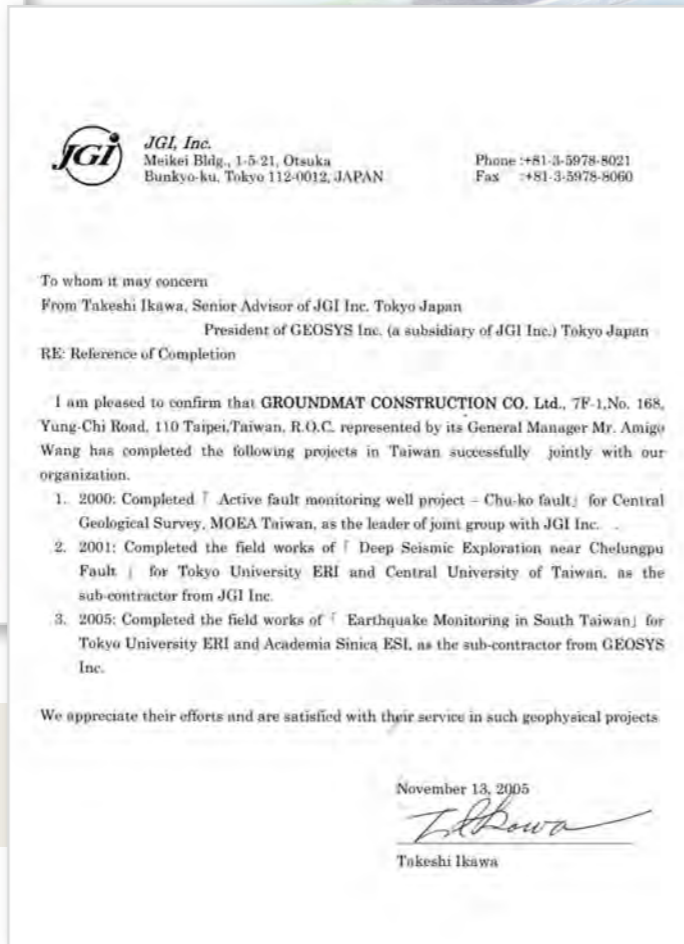 JGI
JGI, Inc.
Meikei Bldg., 1-5-21, Otsuka
Bunkyo-ku, Tokyo 112-0012, JAPAN
Phone :+81-3-5978-8021
Fax :+81-3-5978-8060
To whom it may concern
From Takeshi Ikawa, Senior Advisor of JGI Inc. Tokyo Japan
President of GEOSYS Inc. (a subsidiary of JGI Inc.) Tokyo Japan
RE: Reference of Completion
I am pleased to confirm that GROUNDMAT CONSTRUCTION CO. Ltd., 7F-1,No. 168,
Yung-Chi Road, 110 Taipei,Taiwan, R.O.C. represented by its General Manager Mr. Amigo
Wang has completed the following projects in Taiwan successfully jointly with our
organization.
1. 2000: Completed「 Active fault monitoring well project – Chu-ko fault」for Central
Geological Survey, MOEA Taiwan, as the leader of joint group with JGI Inc.
2. 2001: Completed the field works of「 Deep Seismic Exploration near Chelungpu
Fault 」 for Tokyo University ERI and Central University of Taiwan, as the
sub-contractor from JGI Inc.
3. 2005: Completed the field works of「 Earthquake Monitoring in South Taiwan」for
Tokyo University ERI and Academia Sinica ESI, as the sub-contractor from GEOSYS
Inc.
We appreciate their efforts and are satisfied with their service in such geophysical projects
November 13, 2005
T. Ikawa
Takeshi Ikawa